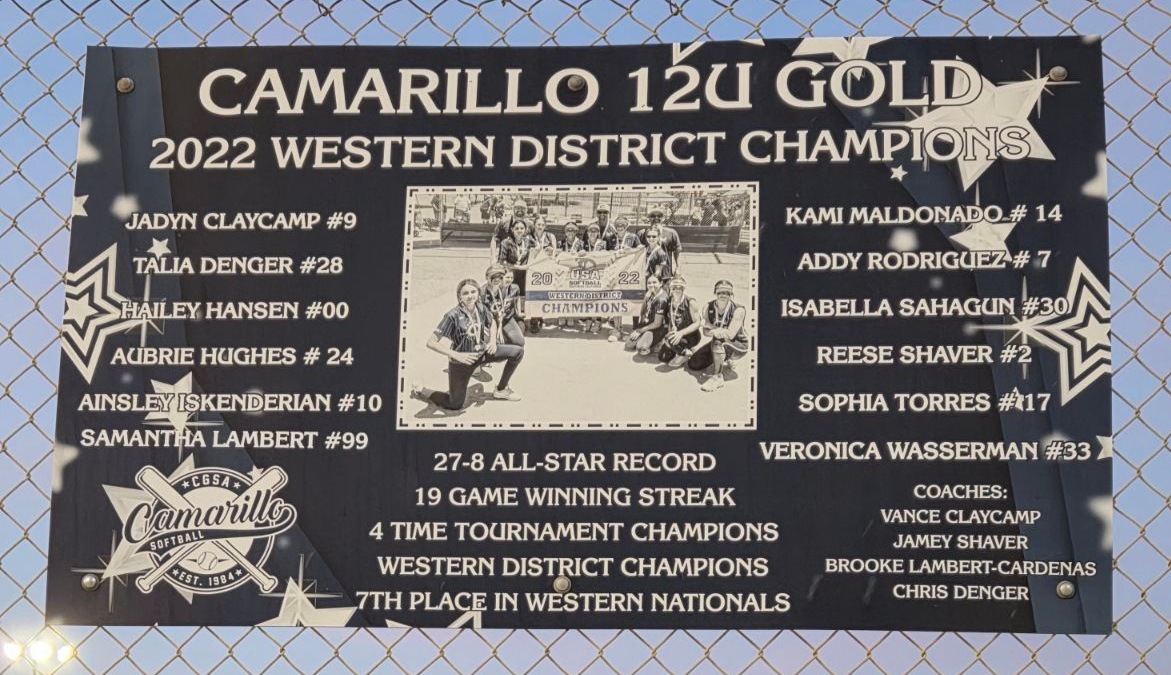 CAMARILLO 12U GOLD
2022 WESTERN DISTRICT CHAMPIONS
JADYN CLAYCAMP #9
TALIA DENGER #28
HAILEY HANSEN #00
AUBRIE HUGHES # 24
AINSLEY ISKENDERIAN #10
SAMANTHA LAMBERT #99
20 USA 22
SOFTBALL
WESTERN DISTRICT
CHAMPIONS
KAMI MALDONADO # 14
ADDY RODRIGUEZ # 7
ISABELLA SAHAGUN #30
REESE SHAVER #2
SOPHIA TORRES #17
VERONICA WASSERMAN #33
CGSA
Camarillo
SOFTBALL
EST. 1984
27-8 ALL-STAR RECORD
19 GAME WINNING STREAK
4 TIME TOURNAMENT CHAMPIONS
WESTERN DISTRICT CHAMPIONS
7TH PLACE IN WESTERN NATIONALS
COACHES:
VANCE CLAYCAMP
JAMEY SHAVER
BROOKE LAMBERT-CARDENAS
CHRIS DENGER